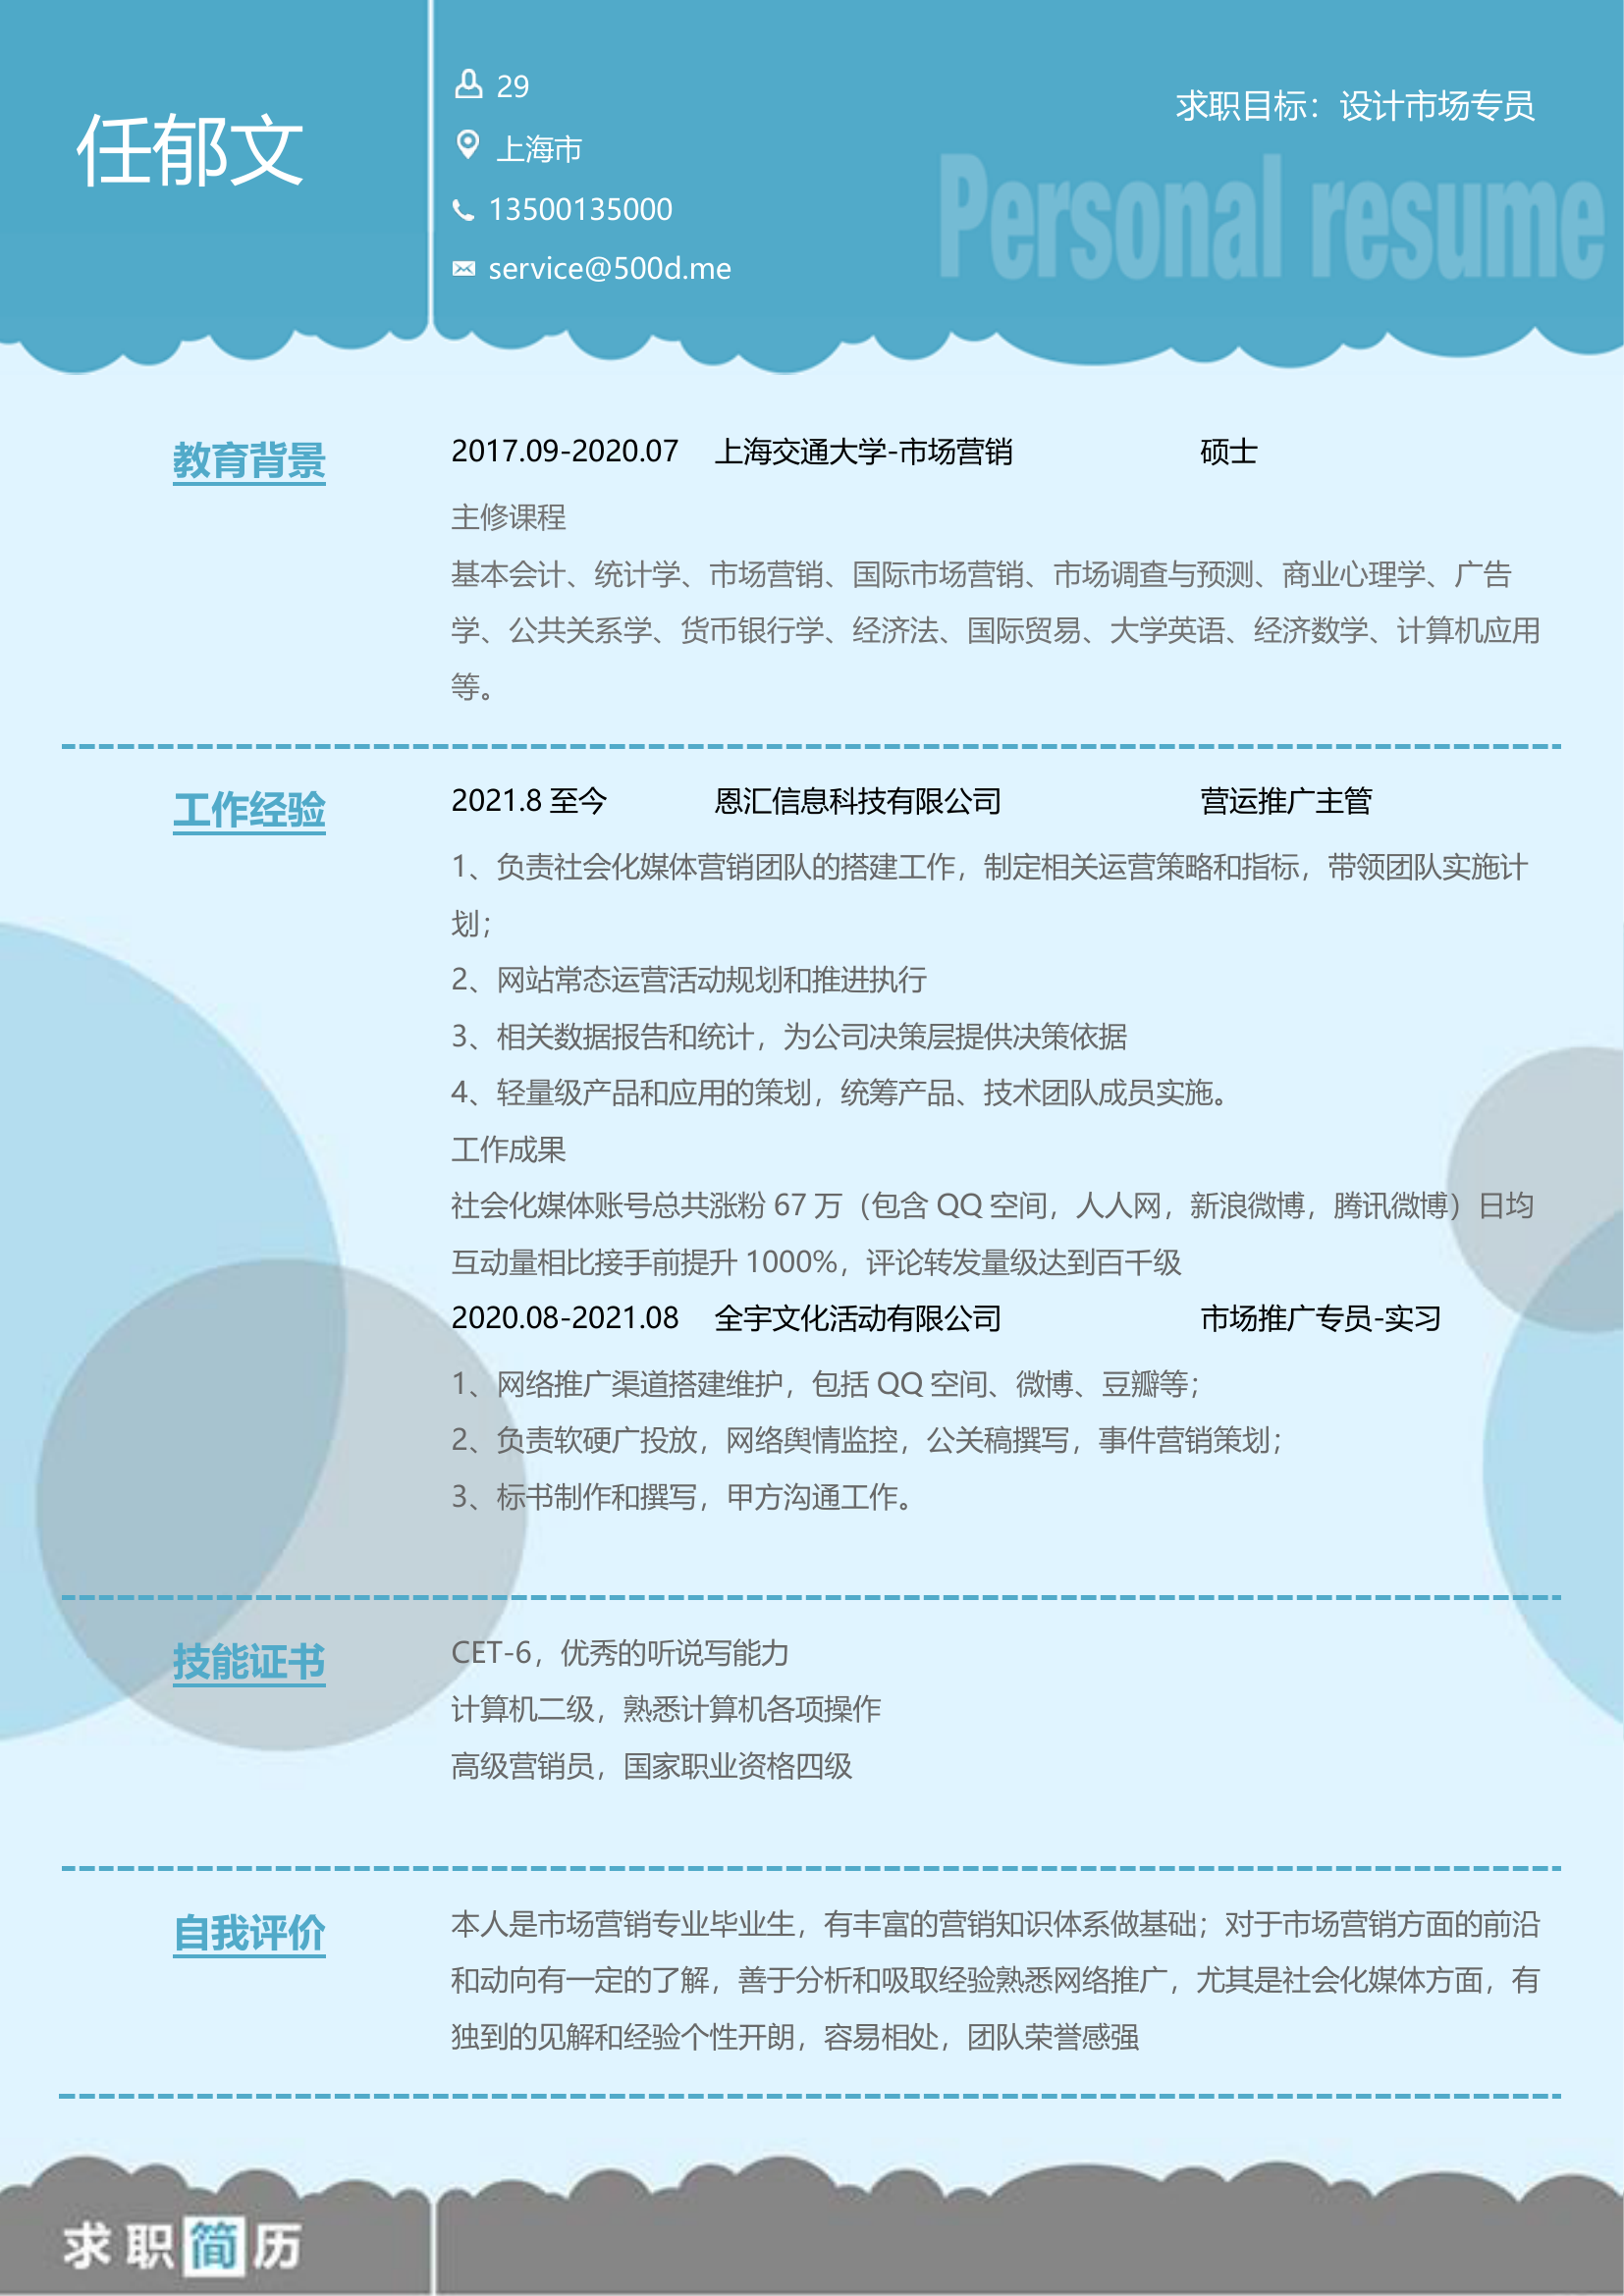 任郁文
29
上海市
13500135000
service@500d.me
求职目标：设计市场专员
Personal resume
教育背景
2017.09-2020.07 上海交通大学-市场营销 硕士
主修课程
基本会计、统计学、市场营销、国际市场营销、市场调查与预测、商业心理学、广告
学、公共关系学、货币银行学、经济法、国际贸易、大学英语、经济数学、计算机应用
等。
工作经验
2021.8 至今 恩汇信息科技有限公司 营运推广主管
1、负责社会化媒体营销团队的搭建工作，制定相关运营策略和指标，带领团队实施计
划；
2、网站常态运营活动规划和推进执行
3、相关数据报告和统计，为公司决策层提供决策依据
4、轻量级产品和应用的策划，统筹产品、技术团队成员实施。
工作成果
社会化媒体账号总共涨粉 67 万（包含 QQ 空间，人人网，新浪微博，腾讯微博）日均
互动量相比接手前提升 1000%，评论转发量级达到百千级
2020.08-2021.08 全宇文化活动有限公司 市场推广专员-实习
1、网络推广渠道搭建维护，包括 QQ 空间、微博、豆瓣等；
2、负责软硬广投放，网络舆情监控，公关稿撰写，事件营销策划；
3、标书制作和撰写，甲方沟通工作。
技能证书
CET-6，优秀的听说写能力
计算机二级，熟悉计算机各项操作
高级营销员，国家职业资格四级
自我评价
本人是市场营销专业毕业生，有丰富的营销知识体系做基础；对于市场营销方面的前沿
和动向有一定的了解，善于分析和吸取经验熟悉网络推广，尤其是社会化媒体方面，有
独到的见解和经验个性开朗，容易相处，团队荣誉感强
求职简历